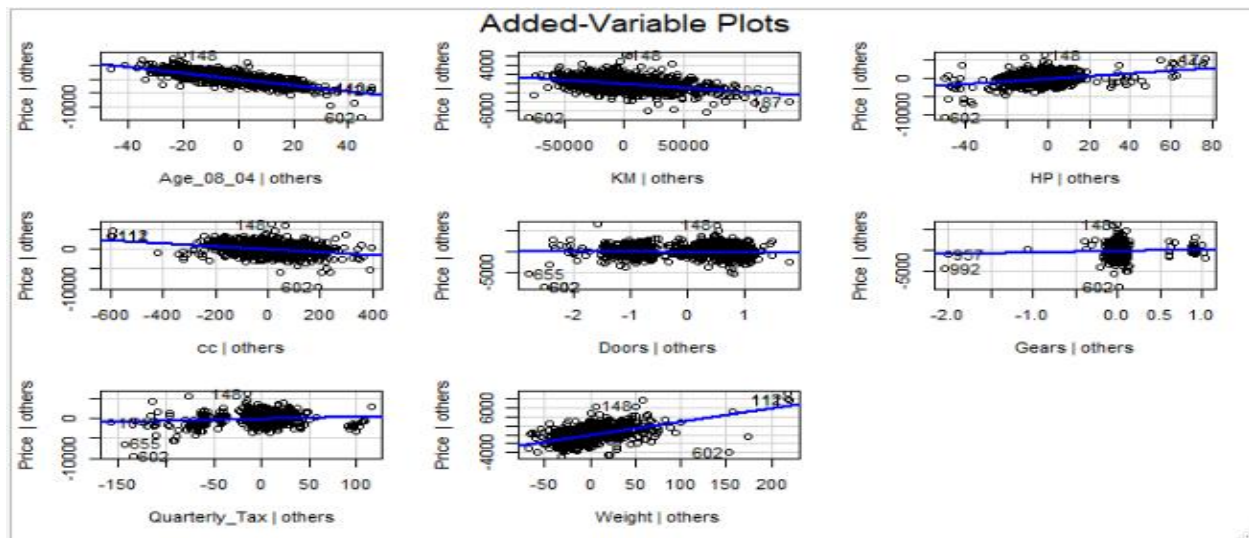 Added-Variable Plots
Price | others
-10000
148
602
-40 -20 0 20 40
Age_08_04 | others
Price | others
-6000 4000
148
187
602
-50000 0 50000
KM | others
Price | others
-10000 0
148
602
-40 0 20 40 60 80
HP | others
Price | others
-10000 0
148
602
-600 -400 -200 0 200 400
cc | others
Price | others
-5000
148
655
602
-2 -1 0 1
Doors | others
Price | others
-5000
148
957
992
602
-2.0 -1.0 0.0 0.5 1.0
Gears | others
Price | others
-10000 0
148
655
602
-150 -50 0 50 100
Quarterly_Tax | others
Price | others
-4000 6000
148
602
-50 0 50 100 150 200
Weight | others